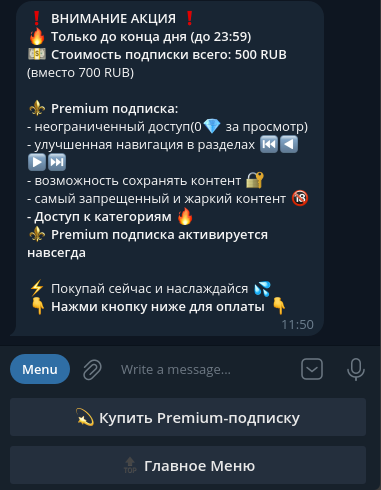 ❗ ВНИМАНИЕ АКЦИЯ ❗
🔥 Только до конца дня (до 23:59)
💵 Стоимость подписки всего: 500 RUB
(вместо 700 RUB)
⚜️ Premium подписка:
- неограниченный доступ(0💎 за просмотр)
- улучшенная навигация в разделах ⏮️◀️
▶️⏭️
- возможность сохранять контент 🔐
- самый запрещенный и жаркий контент 🔞
- Доступ к категориям 🔥
⚜️ Premium подписка активируется
навсегда
⚡ Покупай сейчас и наслаждайся 💦
👇 Нажми кнопку ниже для оплаты 👇
11:50
Menu Write a message...
💫 Купить Premium-подписку
🔝 Главное Меню